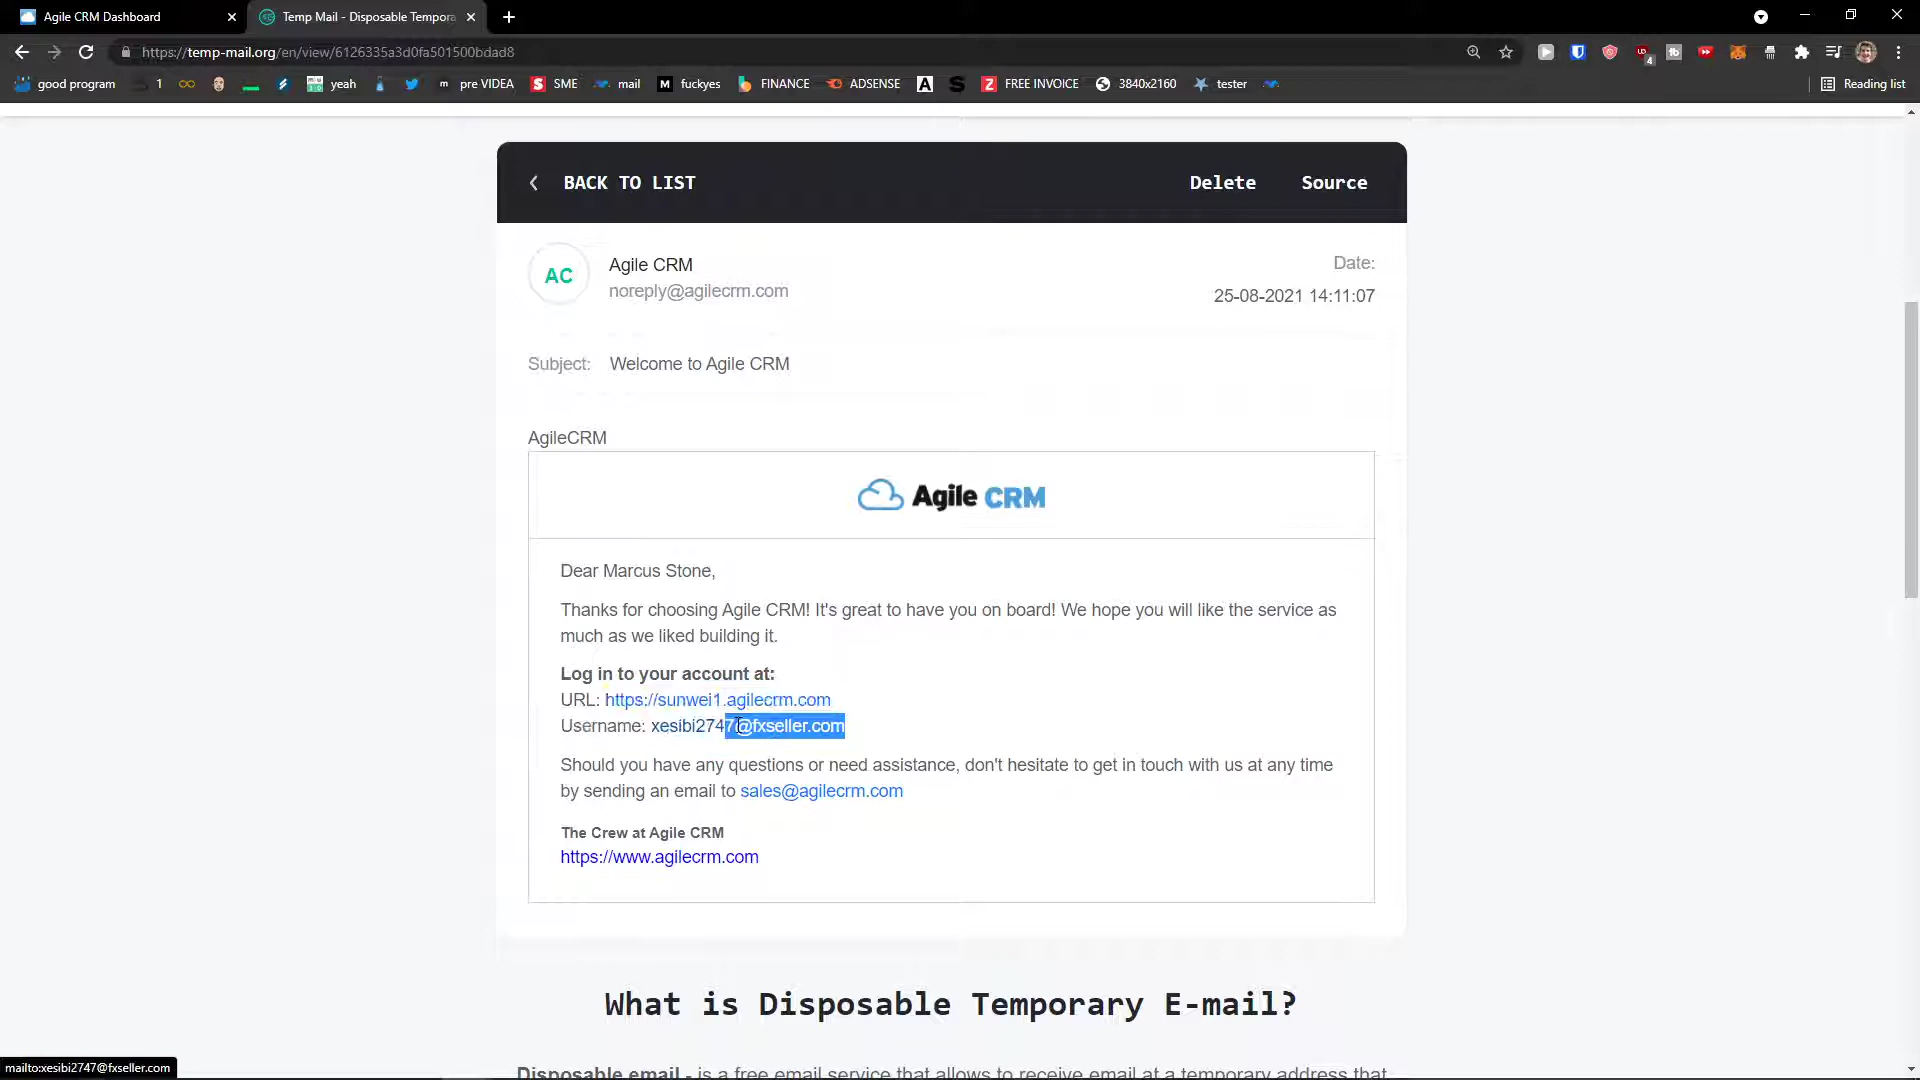 Agile CRM Dashboard
Temp Mail - Disposable Tempora
https://temp-mail.org/en/view/6126335a3d0fa501500bdad8
4
good program
1
yeah
pre VIDEA
SME
mail
fuckyes
FINANCE
ADSENSE
FREE INVOICE
3840x2160
tester
Reading list
BACK TO LIST
Delete
Source
AC
Agile CRM
noreply@agilecrm.com
Date:
25-08-2021 14:11:07
Subject: Welcome to Agile CRM
AgileCRM
Agile CRM
Dear Marcus Stone,
Thanks for choosing Agile CRM! It's great to have you on board! We hope you will like the service as
much as we liked building it.
Log in to your account at:
URL: https://sunwei1.agilecrm.com
Username: xesibi2747@fxseller.com
Should you have any questions or need assistance, don't hesitate to get in touch with us at any time
by sending an email to sales@agilecrm.com
The Crew at Agile CRM
https://www.agilecrm.com
What is Disposable Temporary E-mail?
Disposable email - is a free email service that allows to receive email at a temporary address that
mailto:xesibi2747@fxseller.com